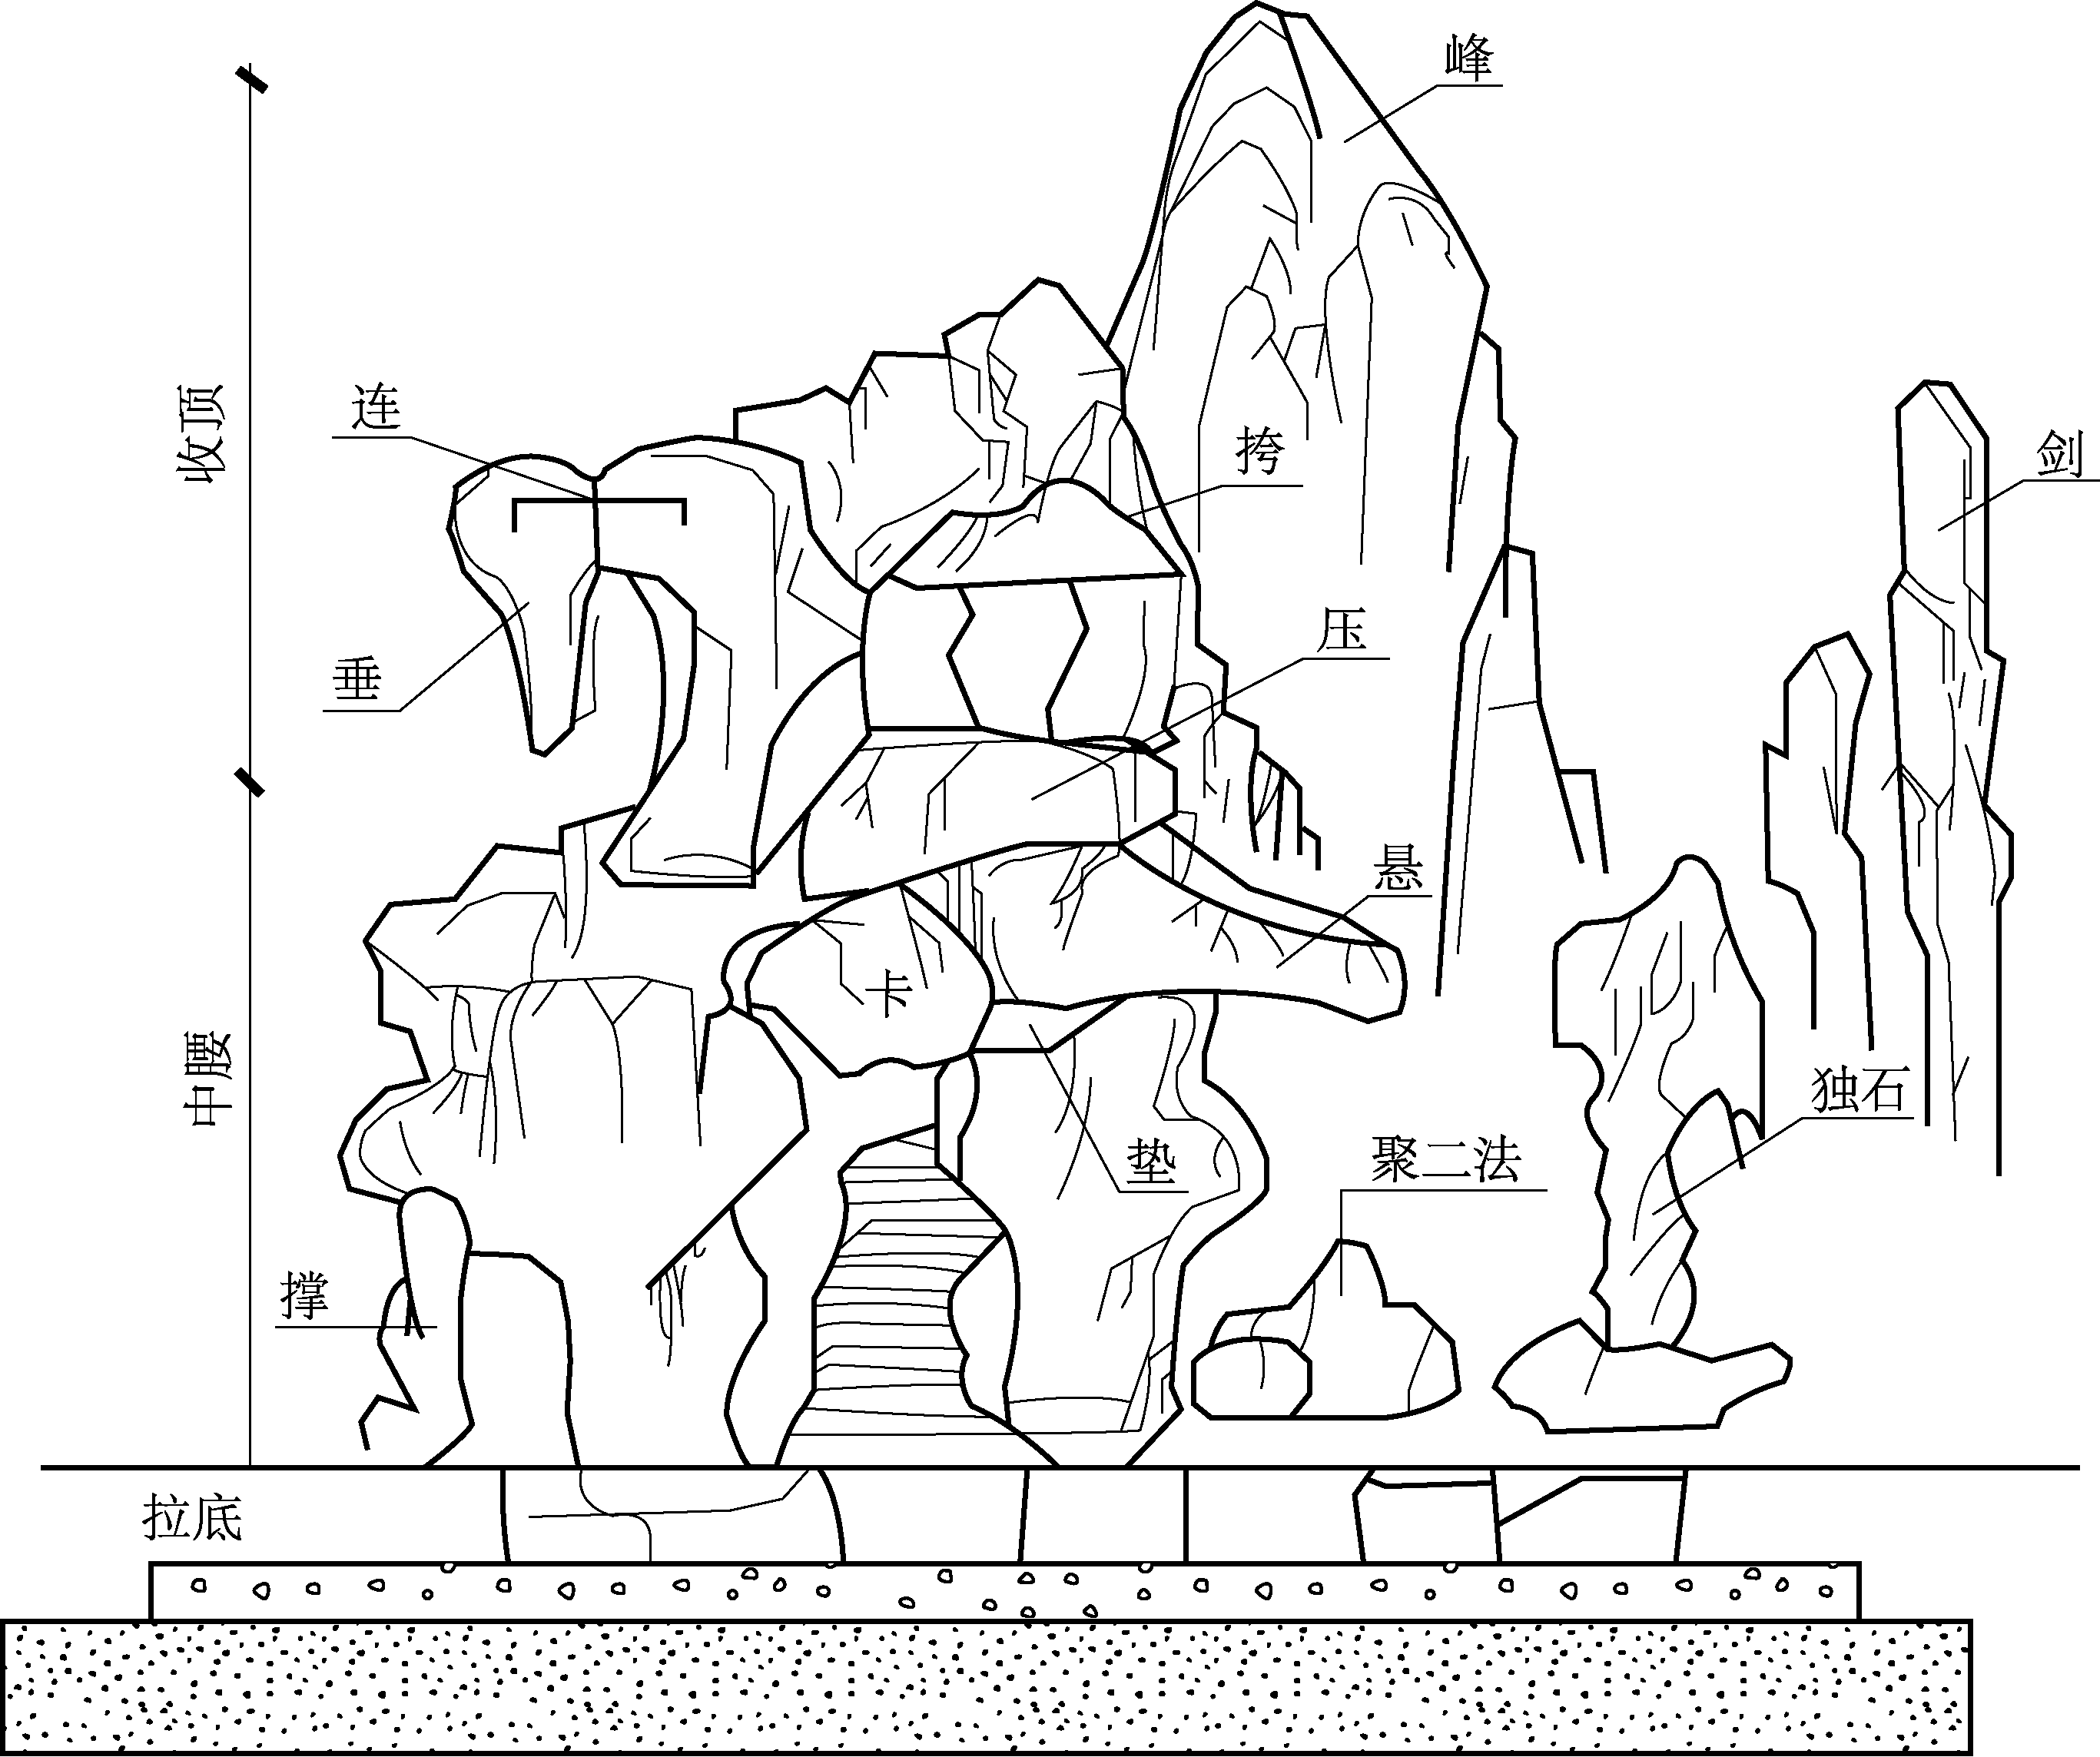 峰
连
收顶
挎
剑
压
垂
悬
卡
中腰
独石
垫
聚二法
撑
拉底